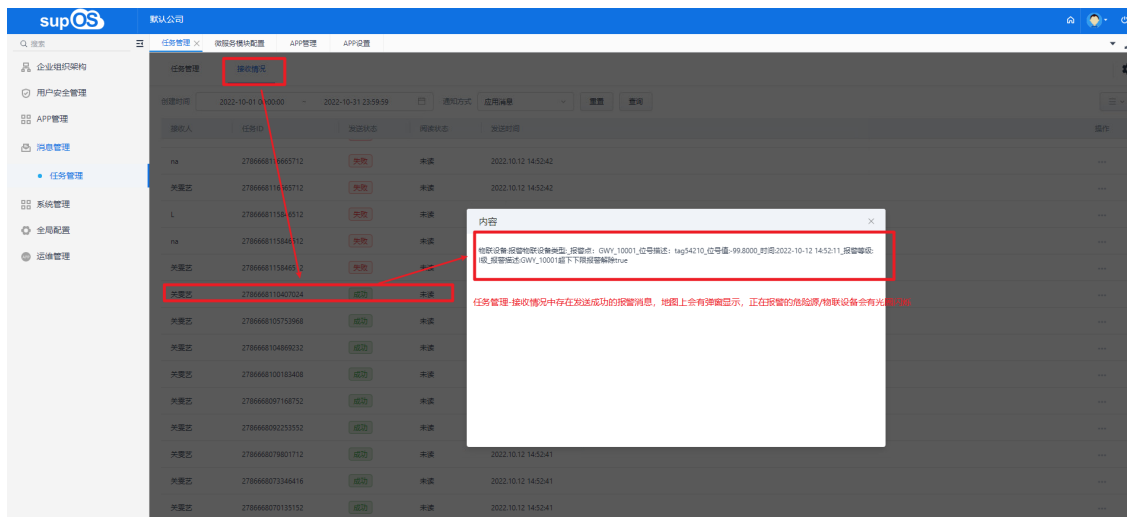 supOS
默认公司
搜索
任务管理 × 微服务模块配置 APP管理 APP设置
企业组织架构
用户安全管理
APP管理
消息管理
任务管理
系统管理
全局配置
运维管理
任务管理 接收情况
创建时间 2022-10-01 00:00:00 ~ 2022-10-31 23:59:59 通知方式 应用消息 重置 查询
接收人 任务ID 发送状态 阅读状态 发送时间 操作
na 2786668116665712 失败 未读 2022.10.12 14:52:42
关雯艺 2786668116665712 失败 未读 2022.10.12 14:52:42
L 2786668115846512 失败 未读
na 2786668115846512 失败 未读
关雯艺 2786668115846512 失败 未读
关雯艺 2786668110407024 成功 未读
关雯艺 2786668105753968 成功 未读
关雯艺 2786668104869232 成功 未读
关雯艺 2786668100183408 成功 未读
关雯艺 2786668097168752 成功 未读
关雯艺 2786668092253552 成功 未读
关雯艺 2786668079801712 成功 未读 2022.10.12 14:52:41
关雯艺 2786668073346416 成功 未读 2022.10.12 14:52:41
关雯艺 2786668070135152 成功 未读 2022.10.12 14:52:41
内容 ×
物联设备:报警物联设备类型:_报警点：GWY_10001_位号描述：tag54210_位号值:-99.8000_时间:2022-10-12 14:52:11_报警等级:
I级_报警描述:GWY_10001超下下限报警解除true
任务管理-接收情况中存在发送成功的报警消息，地图上会有弹窗显示，正在报警的危险源/物联设备会有光